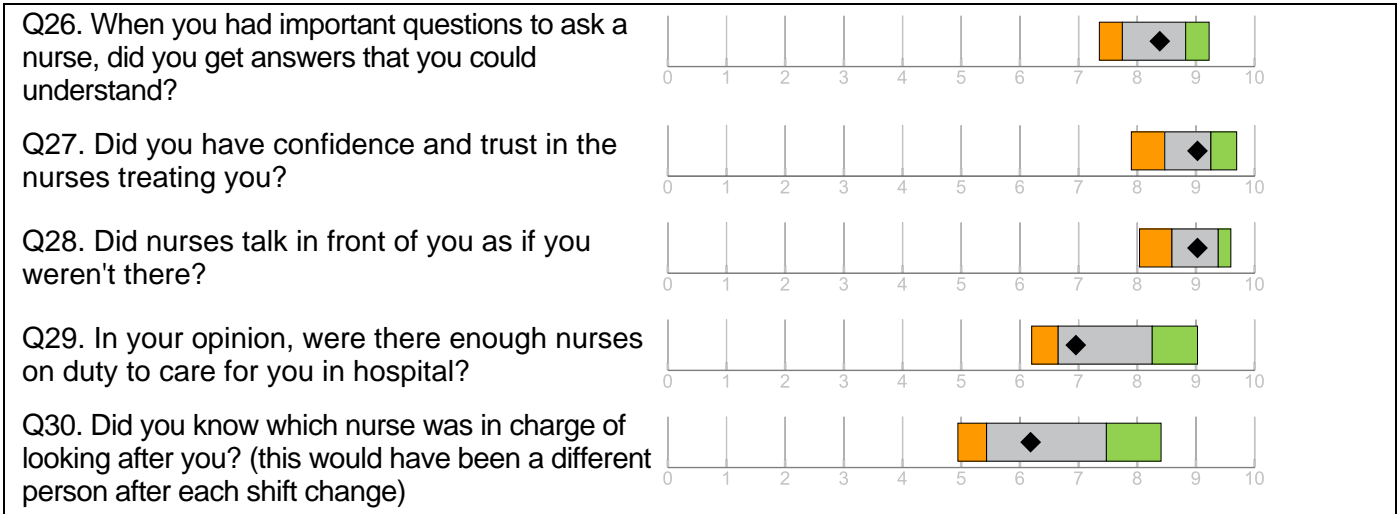 Q26. When you had important questions to ask a
nurse, did you get answers that you could
understand?
0 1 2 3 4 5 6 7 8 9 10
Q27. Did you have confidence and trust in the
nurses treating you?
0 1 2 3 4 5 6 7 8 9 10
Q28. Did nurses talk in front of you as if you
weren't there?
0 1 2 3 4 5 6 7 8 9 10
Q29. In your opinion, were there enough nurses
on duty to care for you in hospital?
0 1 2 3 4 5 6 7 8 9 10
Q30. Did you know which nurse was in charge of
looking after you? (this would have been a different
person after each shift change)
0 1 2 3 4 5 6 7 8 9 10